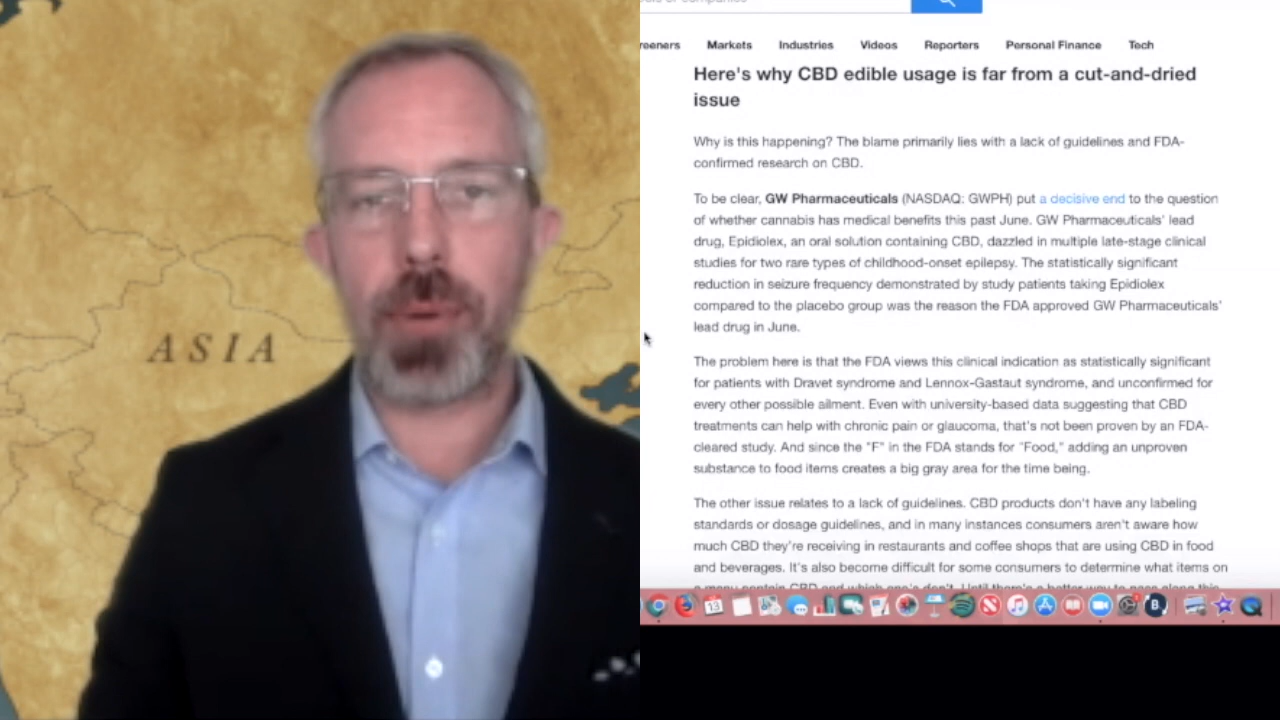 ASIA
Markets Industries Videos Reporters Personal Finance Tech
Here's why CBD edible usage is far from a cut-and-dried
issue
Why is this happening? The blame primarily lies with a lack of guidelines and FDA-
confirmed research on CBD.
To be clear, GW Pharmaceuticals (NASDAQ: GWPH) put a decisive end to the question
of whether cannabis has medical benefits this past June. GW Pharmaceuticals' lead
drug, Epidiolex, an oral solution containing CBD, dazzled in multiple late-stage clinical
studies for two rare types of childhood-onset epilepsy. The statistically significant
reduction in seizure frequency demonstrated by study patients taking Epidiolex
compared to the placebo group was the reason the FDA approved GW Pharmaceuticals'
lead drug in June.
The problem here is that the FDA views this clinical indication as statistically significant
for patients with Dravet syndrome and Lennox-Gastaut syndrome, and unconfirmed for
every other possible ailment. Even with university-based data suggesting that CBD
treatments can help with chronic pain or glaucoma, that's not been proven by an FDA-
cleared study. And since the "F" in the FDA stands for "Food," adding an unproven
substance to food items creates a big gray area for the time being.
The other issue relates to a lack of guidelines. CBD products don't have any labeling
standards or dosage guidelines, and in many instances consumers aren't aware how
much CBD they're receiving in restaurants and coffee shops that are using CBD in food
and beverages. It's also become difficult for some consumers to determine what items on
13
B